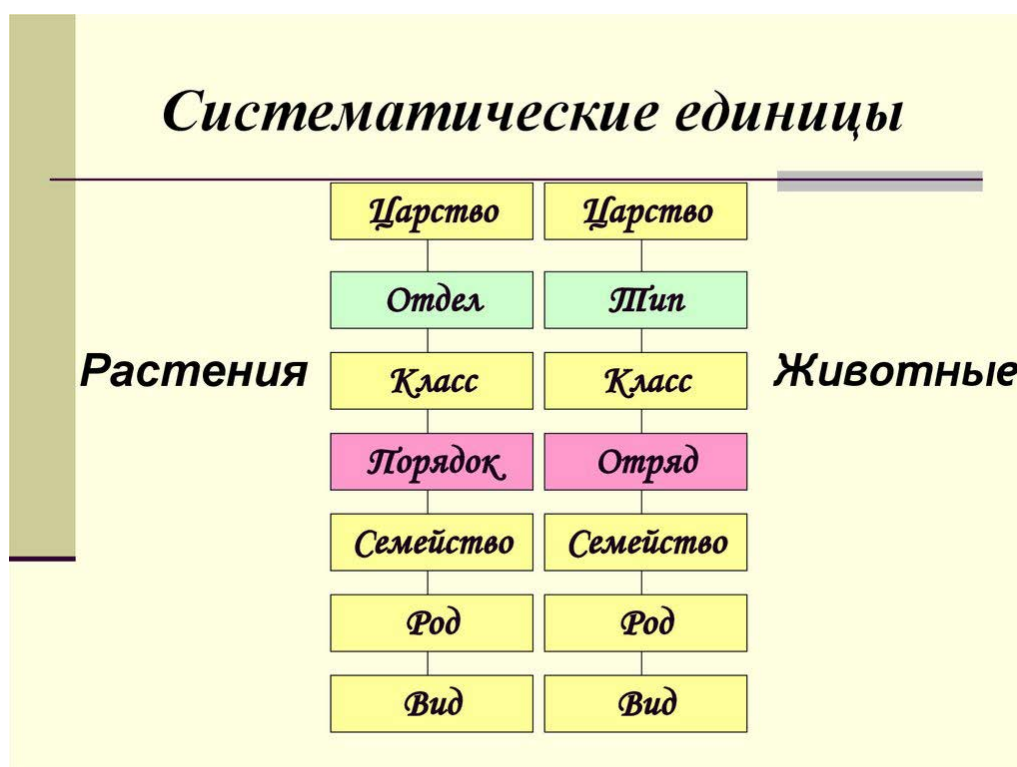 Систематические единицы
Царство Царство
Отдел Тип
Растения Класс Класс Животные
Порядок Отряд
Семейство Семейство
Род Род
Вид Вид